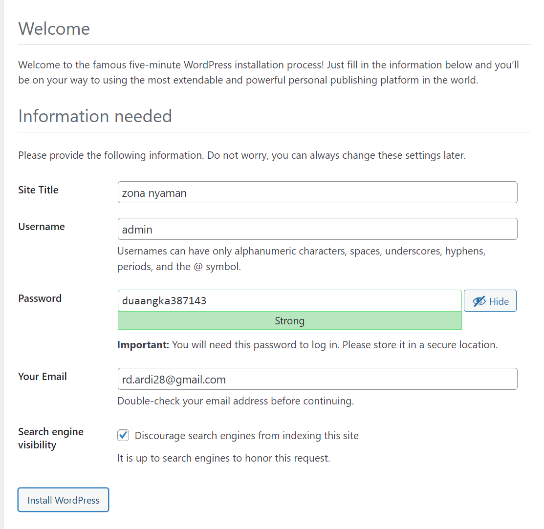 Welcome
Welcome to the famous five-minute WordPress installation process! Just fill in the information below and you'll
be on your way to using the most extendable and powerful personal publishing platform in the world.
Information needed
Please provide the following information. Do not worry, you can always change these settings later.
Site Title
zona nyaman
Username
admin
Usernames can have only alphanumeric characters, spaces, underscores, hyphens,
periods, and the @ symbol.
Password
duaangka387143
Hide
Strong
Important: You will need this password to log in. Please store it in a secure location.
Your Email
rd.ardi28@gmail.com
Double-check your email address before continuing.
Search engine
visibility
Discourage search engines from indexing this site
It is up to search engines to honor this request.
Install WordPress